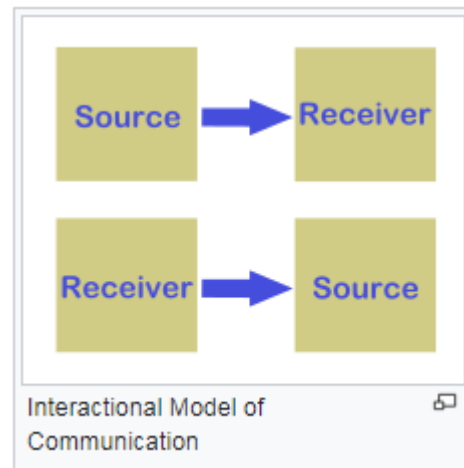 Source Receiver
Receiver Source
Interactional Model of
Communication